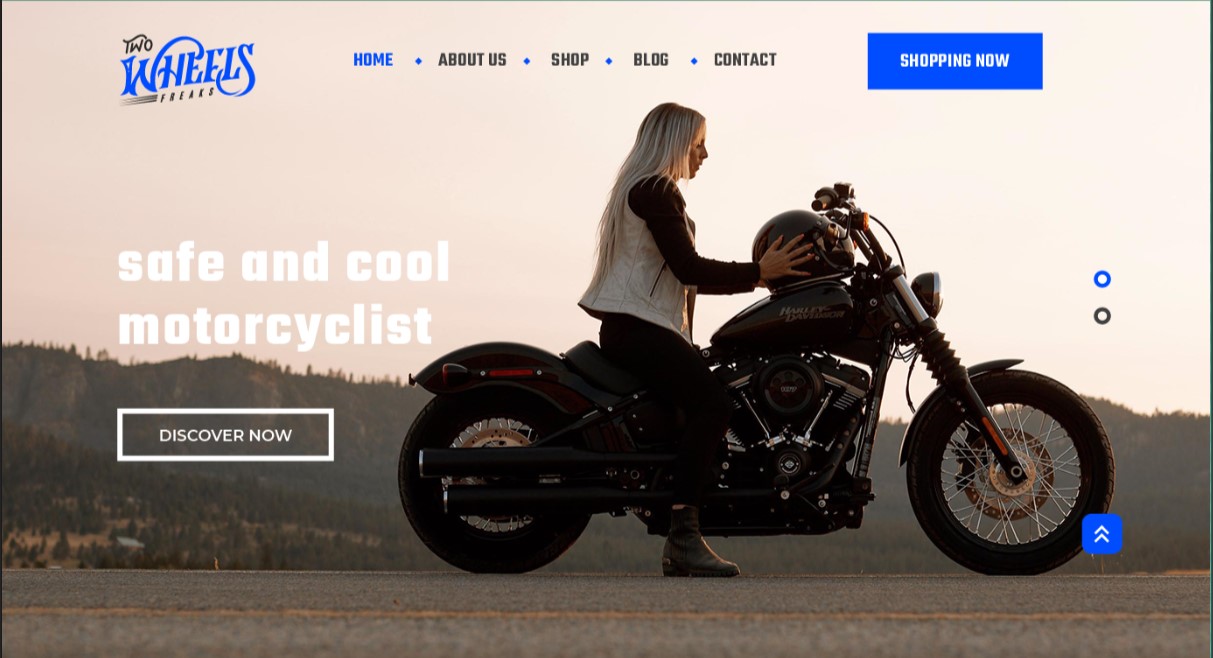 TWO
WHEELS
FREAKS
HOME
ABOUT US
SHOP
BLOG
CONTACT
SHOPPING NOW
safe and cool
motorcyclist
DISCOVER NOW
HARLEY-
DAVIDSON